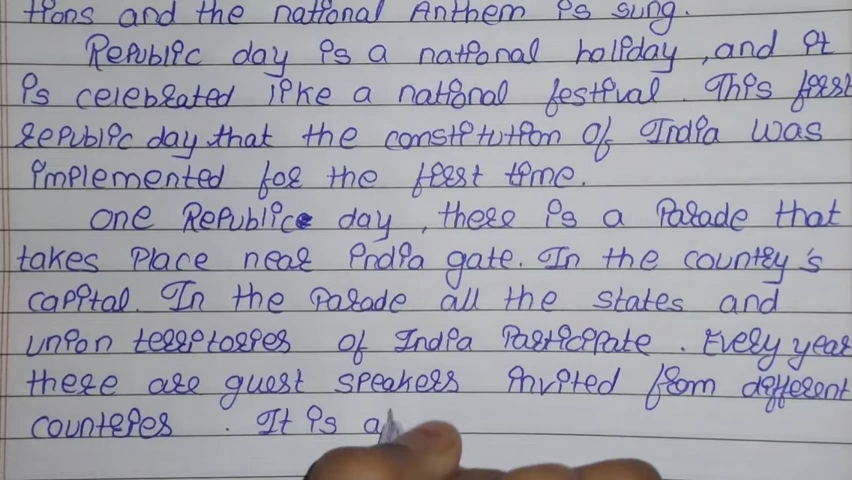 tions and the national Anthem is sung.
Republic day is a national holiday, and it
is celebrated like a national festival. This first
republic day that the constitution of India was
implemented for the first time.
One Republic day, there is a Parade that
takes Place near India gate. In the country's
capital. In the Parade all the states and
union territories of India Participate. Every year
there are guest speakers invited from different
counteries. It is a